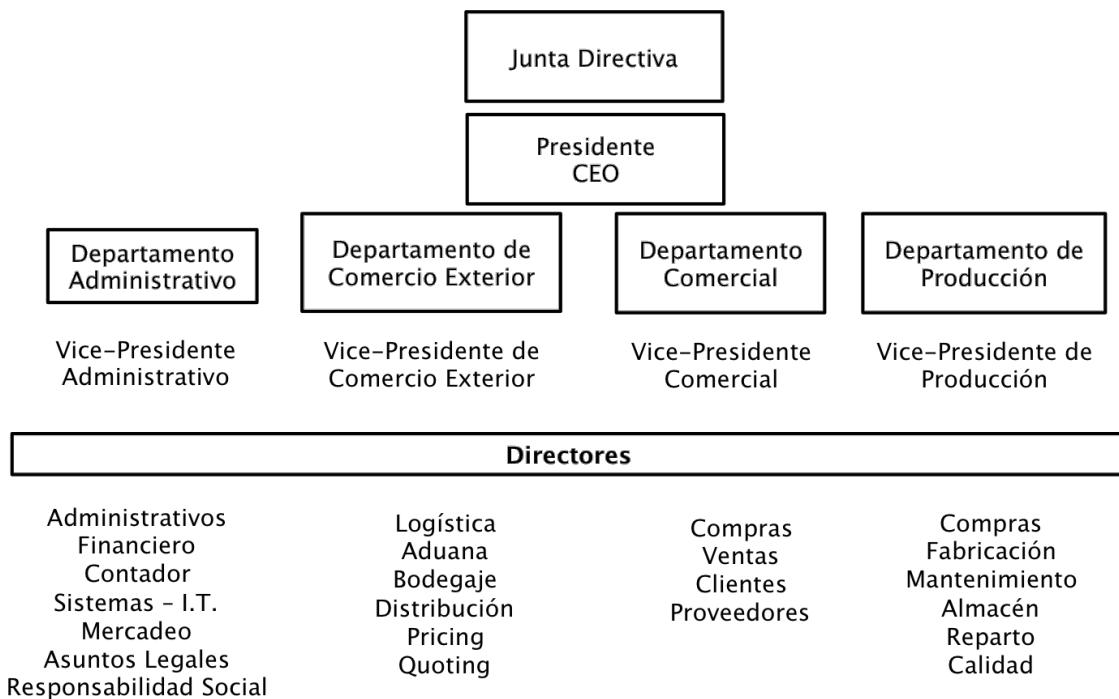 Junta Directiva
Presidente
CEO
Departamento
Administrativo
Departamento de
Comercio Exterior
Departamento
Comercial
Departamento de
Producción
Vice-Presidente
Administrativo
Vice-Presidente de
Comercio Exterior
Vice-Presidente
Comercial
Vice-Presidente de
Producción
Directores
Administrativos
Financiero
Contador
Sistemas – I.T.
Mercadeo
Asuntos Legales
Responsabilidad Social
Logística
Aduana
Bodegaje
Distribución
Pricing
Quoting
Compras
Ventas
Clientes
Proveedores
Compras
Fabricación
Mantenimiento
Almacén
Reparto
Calidad